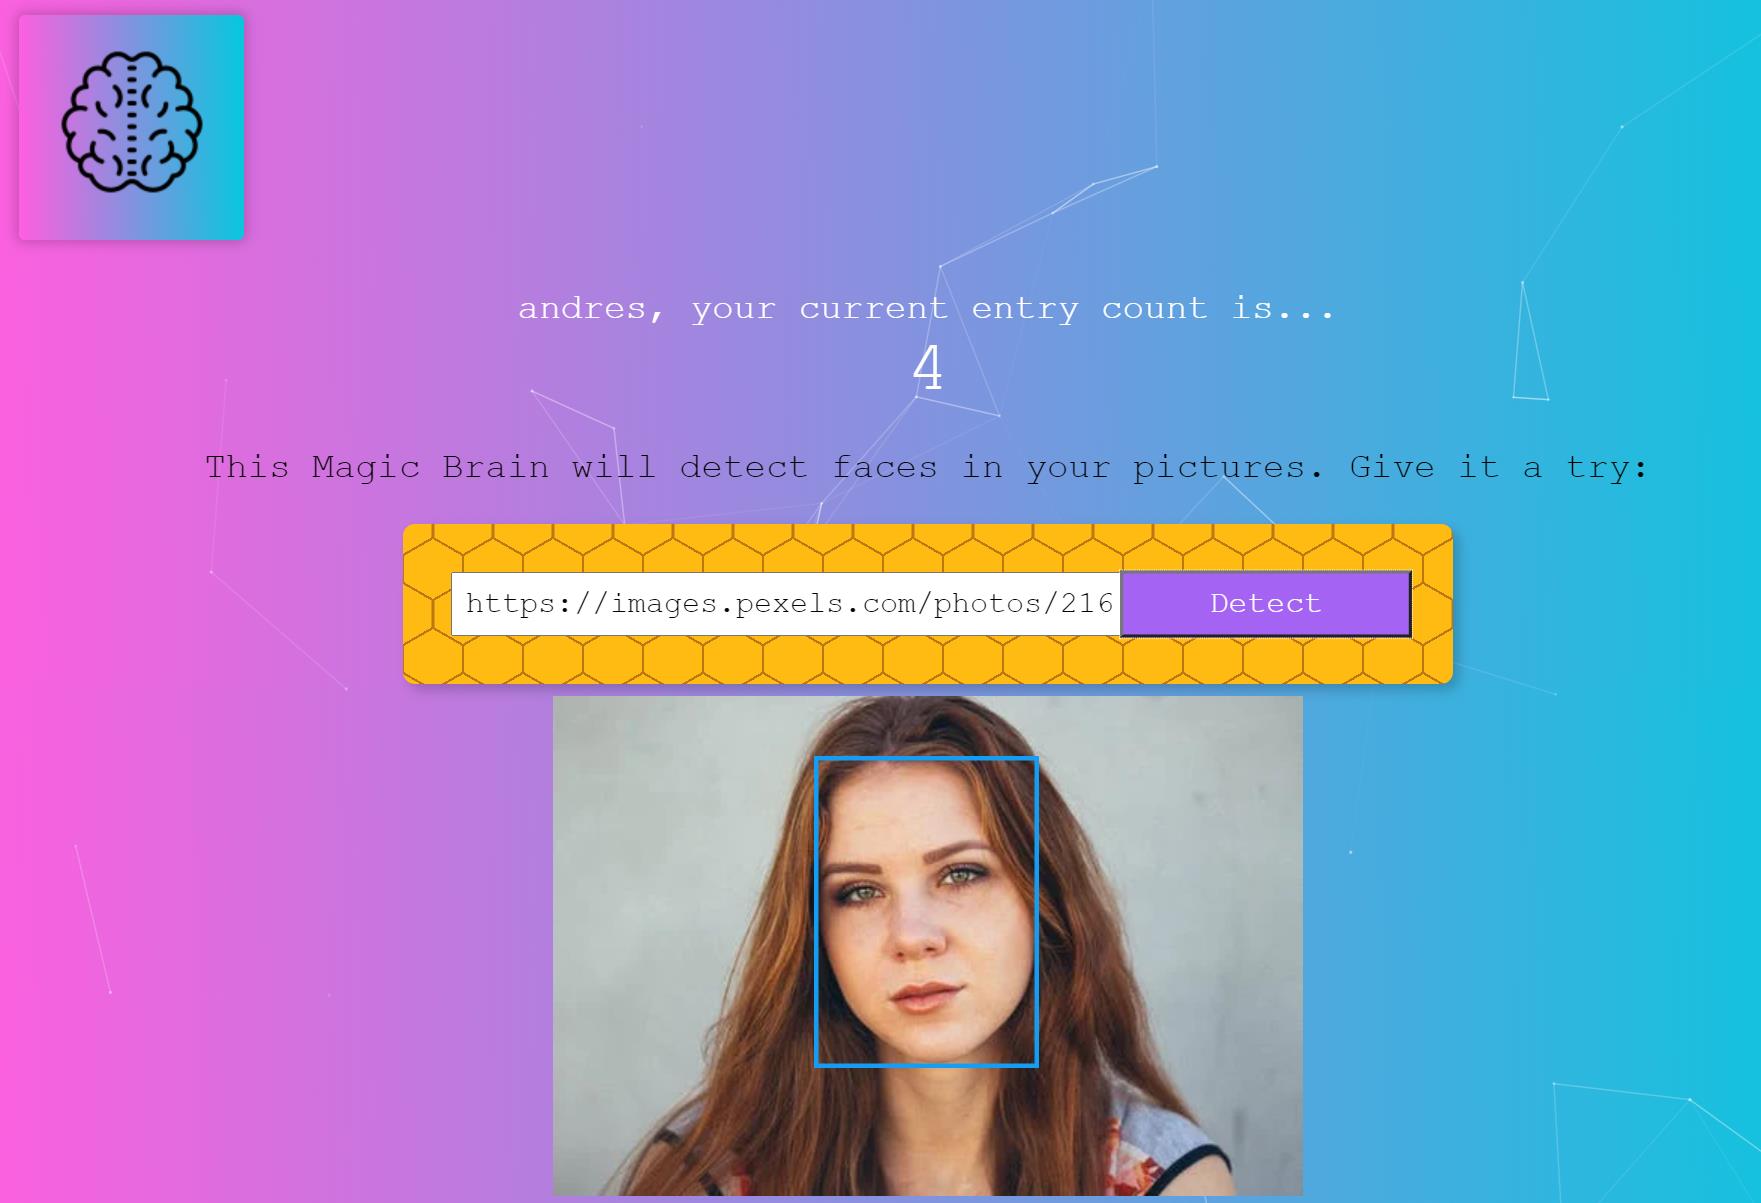 andres, your current entry count is...
4
This Magic Brain will detect faces in your pictures. Give it a try:
https://images.pexels.com/photos/216 Detect